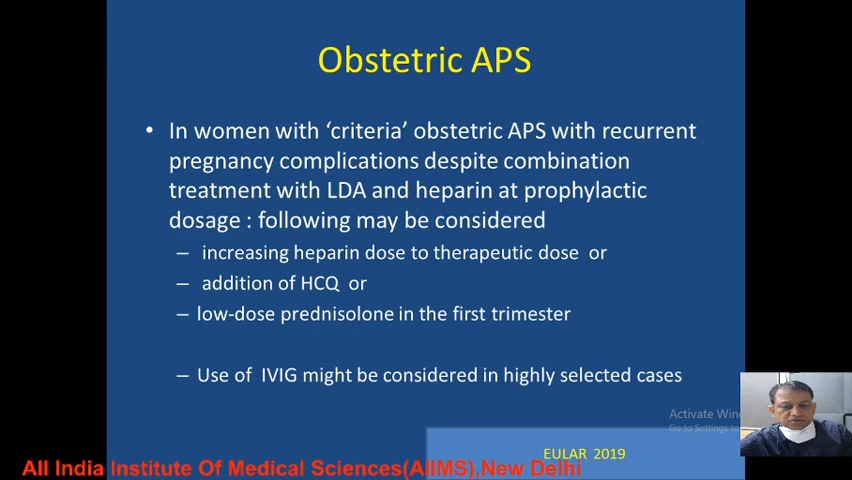 Obstetric APS
• In women with ‘criteria’ obstetric APS with recurrent
pregnancy complications despite combination
treatment with LDA and heparin at prophylactic
dosage : following may be considered
– increasing heparin dose to therapeutic dose or
– addition of HCQ or
– low-dose prednisolone in the first trimester
– Use of IVIG might be considered in highly selected cases
Activate Win
Go to Settings to
EULAR 2019
All India Institute Of Medical Sciences(AIIMS),New Delhi